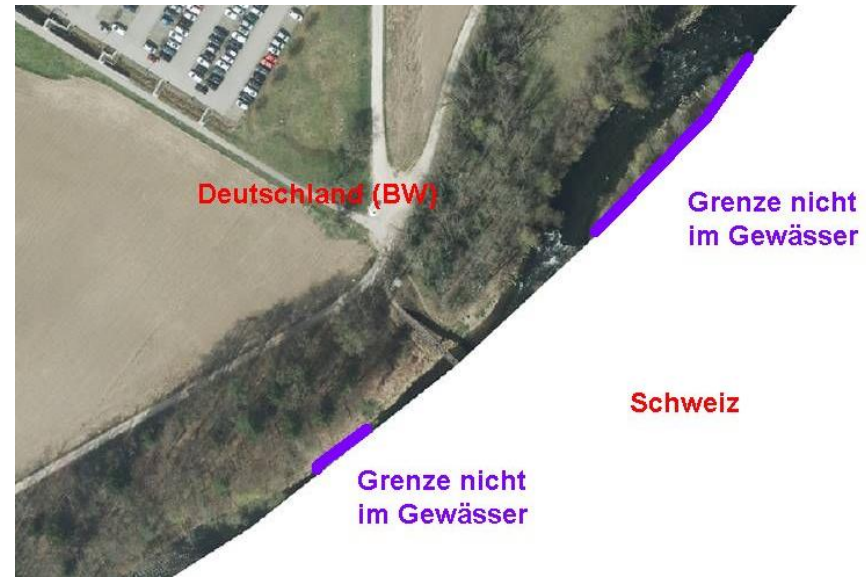 Deutschland (BW)
Grenze nicht
im Gewässer
Schweiz
Grenze nicht
im Gewässer